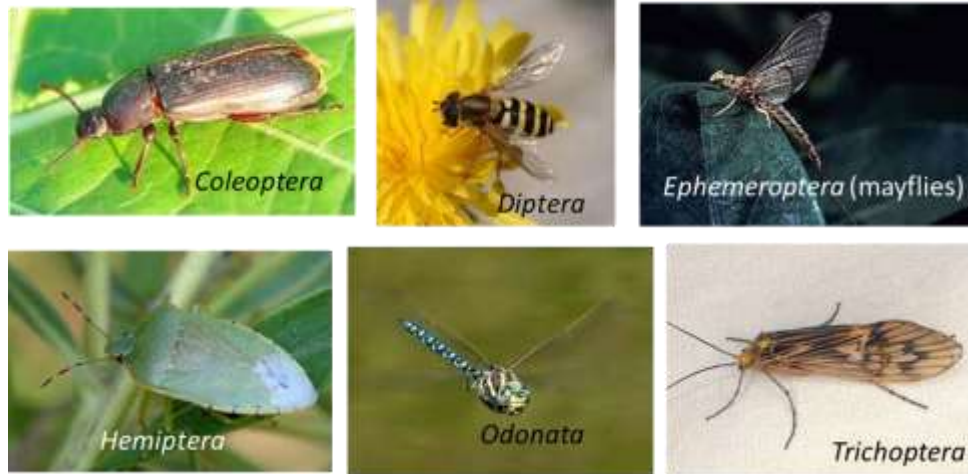 Coleoptera
Diptera
Ephemeroptera (mayflies)
Hemiptera
Odonata
Trichoptera